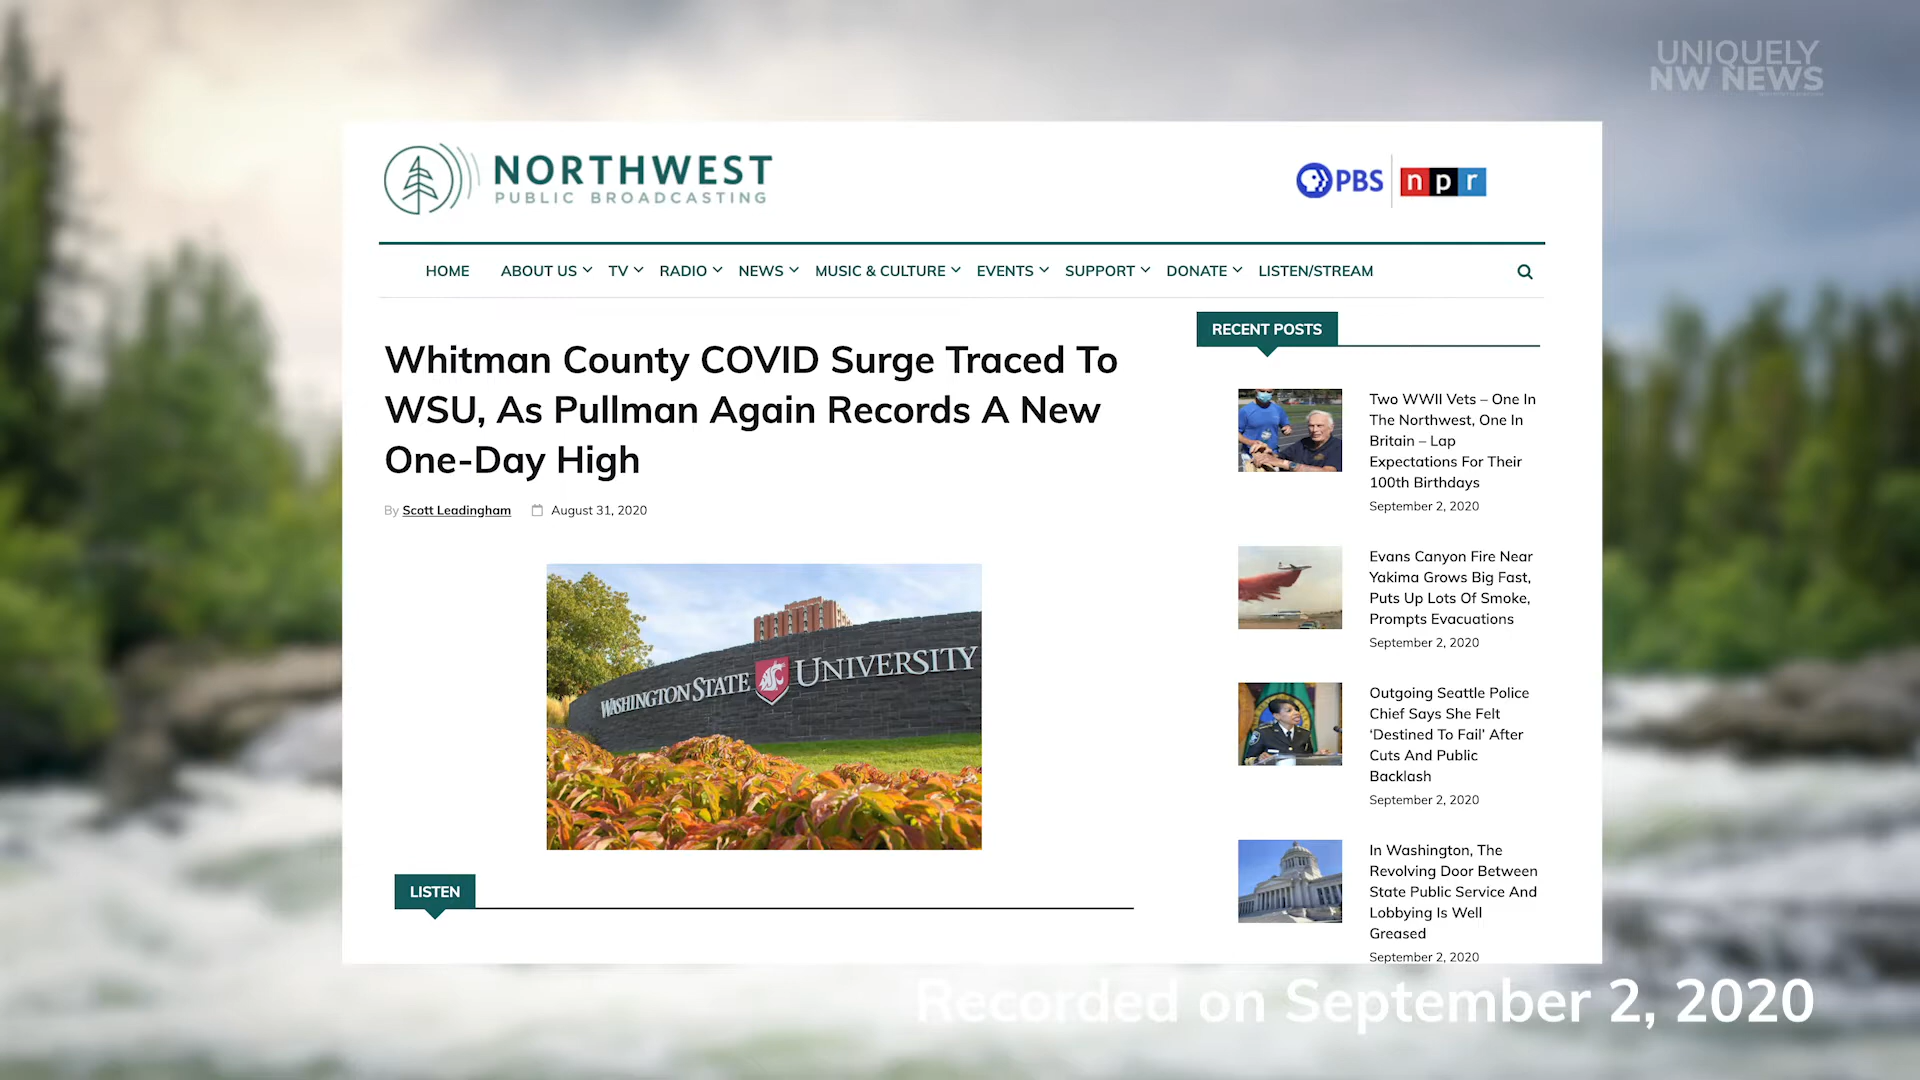 UNIQUELY
NW NEWS
NORTHWEST
PUBLIC BROADCASTING
PBS
npr
HOME
ABOUT US
TV
RADIO
NEWS
MUSIC & CULTURE
EVENTS
SUPPORT
DONATE
LISTEN/STREAM
Whitman County COVID Surge Traced To
WSU, As Pullman Again Records A New
One-Day High
By Scott Leadingham
August 31, 2020
WASHINGTON STATE UNIVERSITY
LISTEN
RECENT POSTS
Two WWII Vets – One In
The Northwest, One In
Britain – Lap
Expectations For Their
100th Birthdays
September 2, 2020
Evans Canyon Fire Near
Yakima Grows Big Fast,
Puts Up Lots Of Smoke,
Prompts Evacuations
September 2, 2020
Outgoing Seattle Police
Chief Says She Felt
‘Destined To Fail’ After
Cuts And Public
Backlash
September 2, 2020
In Washington, The
Revolving Door Between
State Public Service And
Lobbying Is Well
Greased
September 2, 2020
Recorded on September 2, 2020